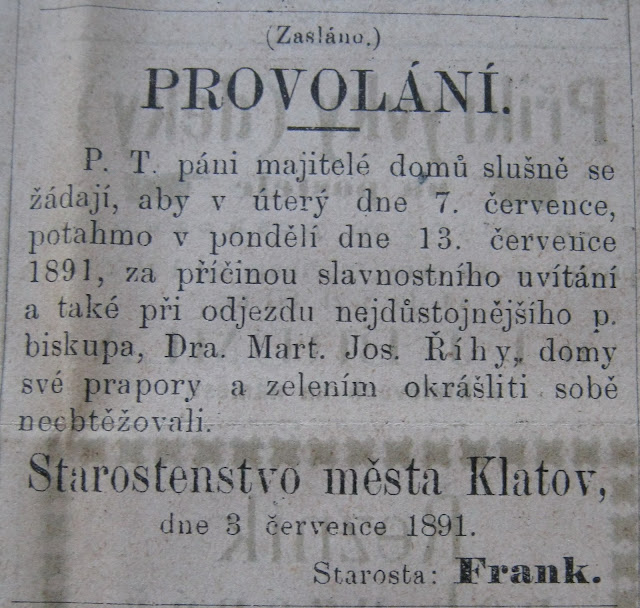 (Zasláno.)
PROVOLÁNÍ.
P. T. páni majitelé domů slušně se
žádají, aby v úterý dne 7. července,
potahmo v pondělí dne 13. července
1891, za příčinou slavnostního uvítání
a také při odjezdu nejdůstojnějšího p.
biskupa, Dra. Mart. Jos. Říhy, domy
své prapory a zelením okrášliti sobě
neobtěžovali.
Starostenstvo města Klatov,
dne 3 července 1891.
Starosta: Frank.